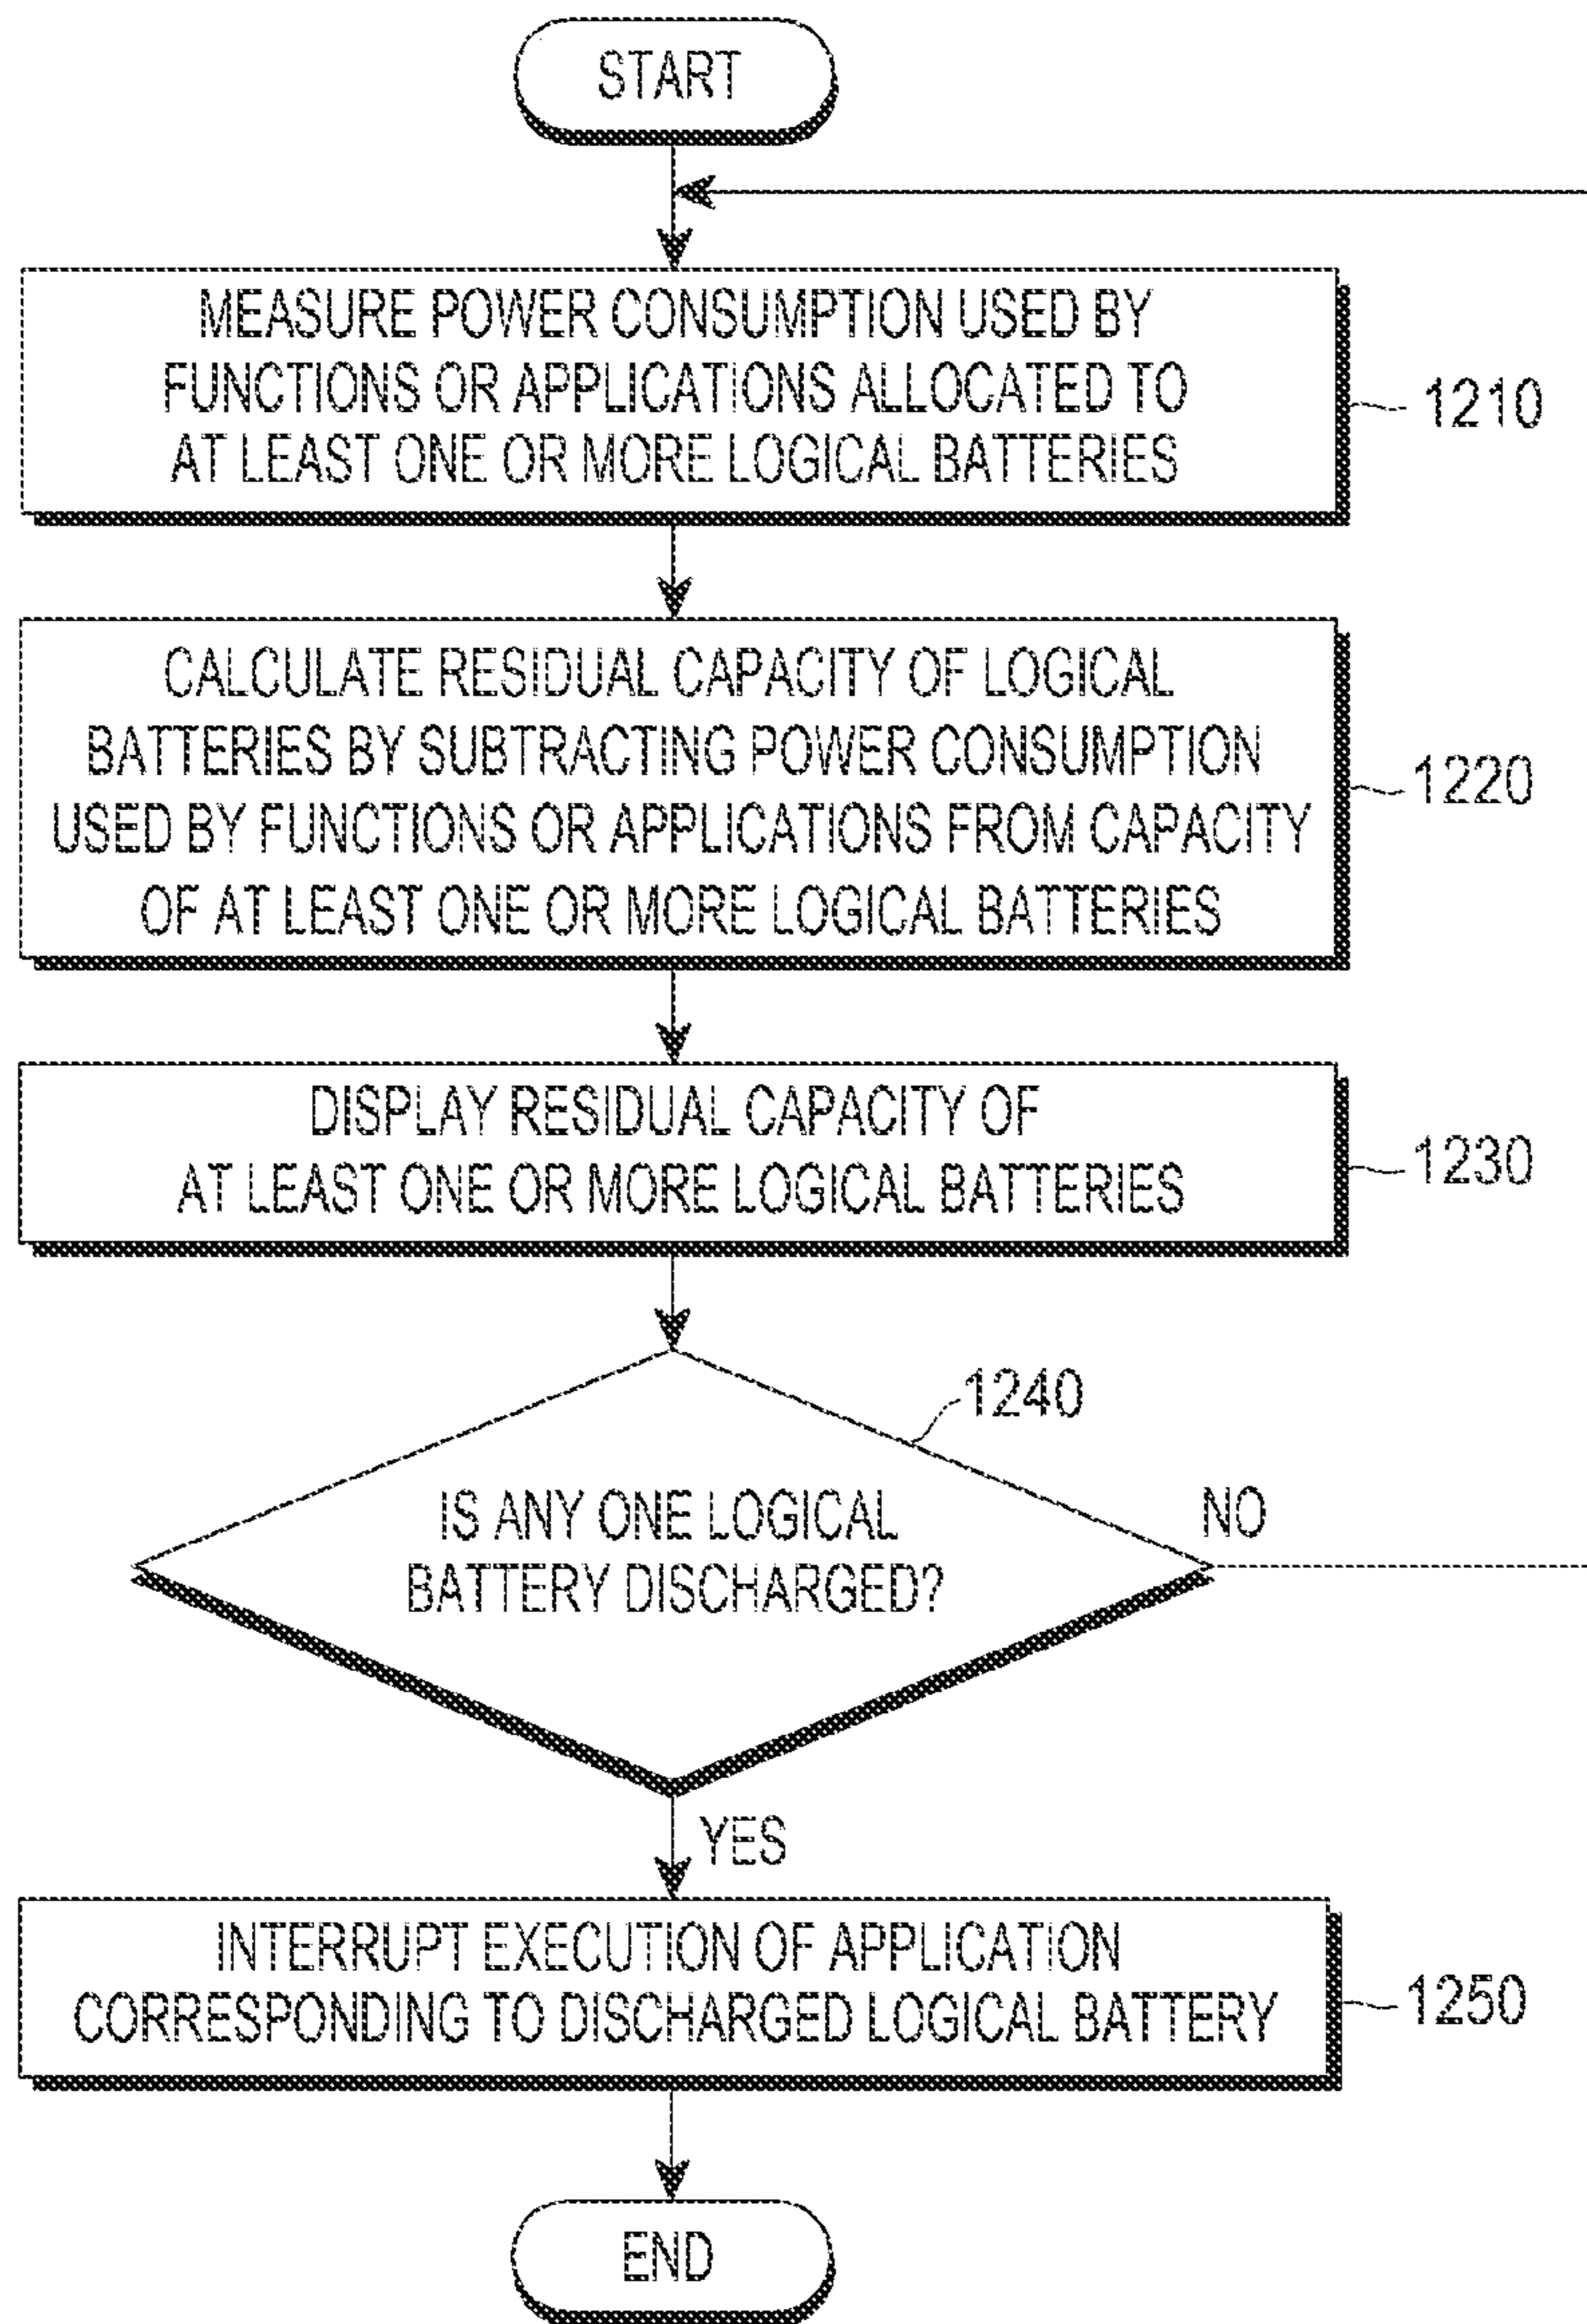 START
MEASURE POWER CONSUMPTION USED BY
FUNCTIONS OR APPLICATIONS ALLOCATED TO
AT LEAST ONE OR MORE LOGICAL BATTERIES
1210
CALCULATE RESIDUAL CAPACITY OF LOGICAL
BATTERIES BY SUBTRACTING POWER CONSUMPTION
USED BY FUNCTIONS OR APPLICATIONS FROM CAPACITY
OF AT LEAST ONE OR MORE LOGICAL BATTERIES
1220
DISPLAY RESIDUAL CAPACITY OF
AT LEAST ONE OR MORE LOGICAL BATTERIES
1230
1240
IS ANY ONE LOGICAL
BATTERY DISCHARGED?
NO
YES
INTERRUPT EXECUTION OF APPLICATION
CORRESPONDING TO DISCHARGED LOGICAL BATTERY
1250
END